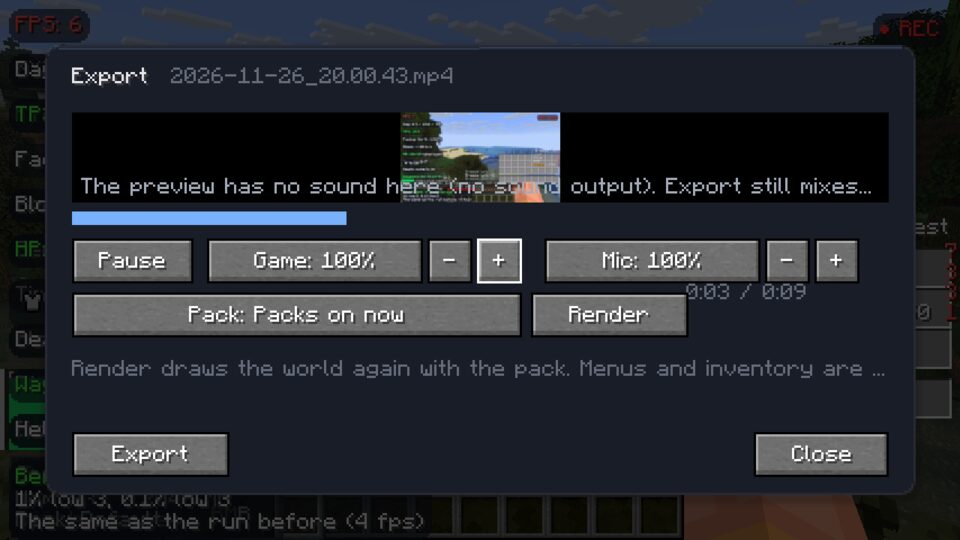 FPS: 6
REC
Export 2026-11-26_20.00.43.mp4
The preview has no sound here (no sound output). Export still mixes...
Pause
Game: 100%
-
+
Mic: 100%
-
+
0:03 / 0:09
Pack: Packs on now
Render
Render draws the world again with the pack. Menus and inventory are ...
Export
Close
1% low 3, 0.1% low 3
The same as the run before (4 fps)